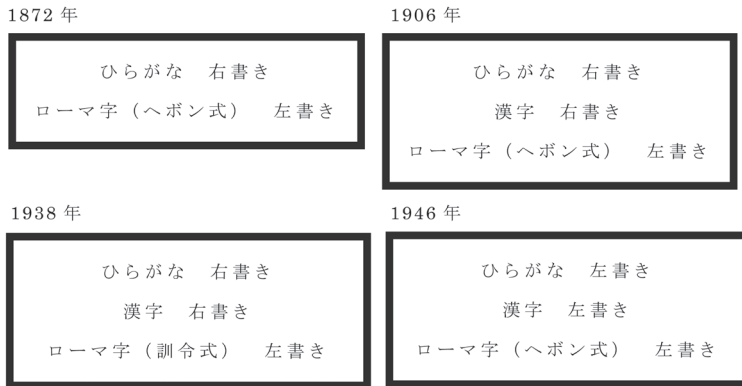 1872 年
ひらがな　右書き
ローマ字（ヘボン式）　左書き
1906 年
ひらがな　右書き
漢字　右書き
ローマ字（ヘボン式）　左書き
1938 年
ひらがな　右書き
漢字　右書き
ローマ字（訓令式）　左書き
1946 年
ひらがな　左書き
漢字　左書き
ローマ字（ヘボン式）　左書き